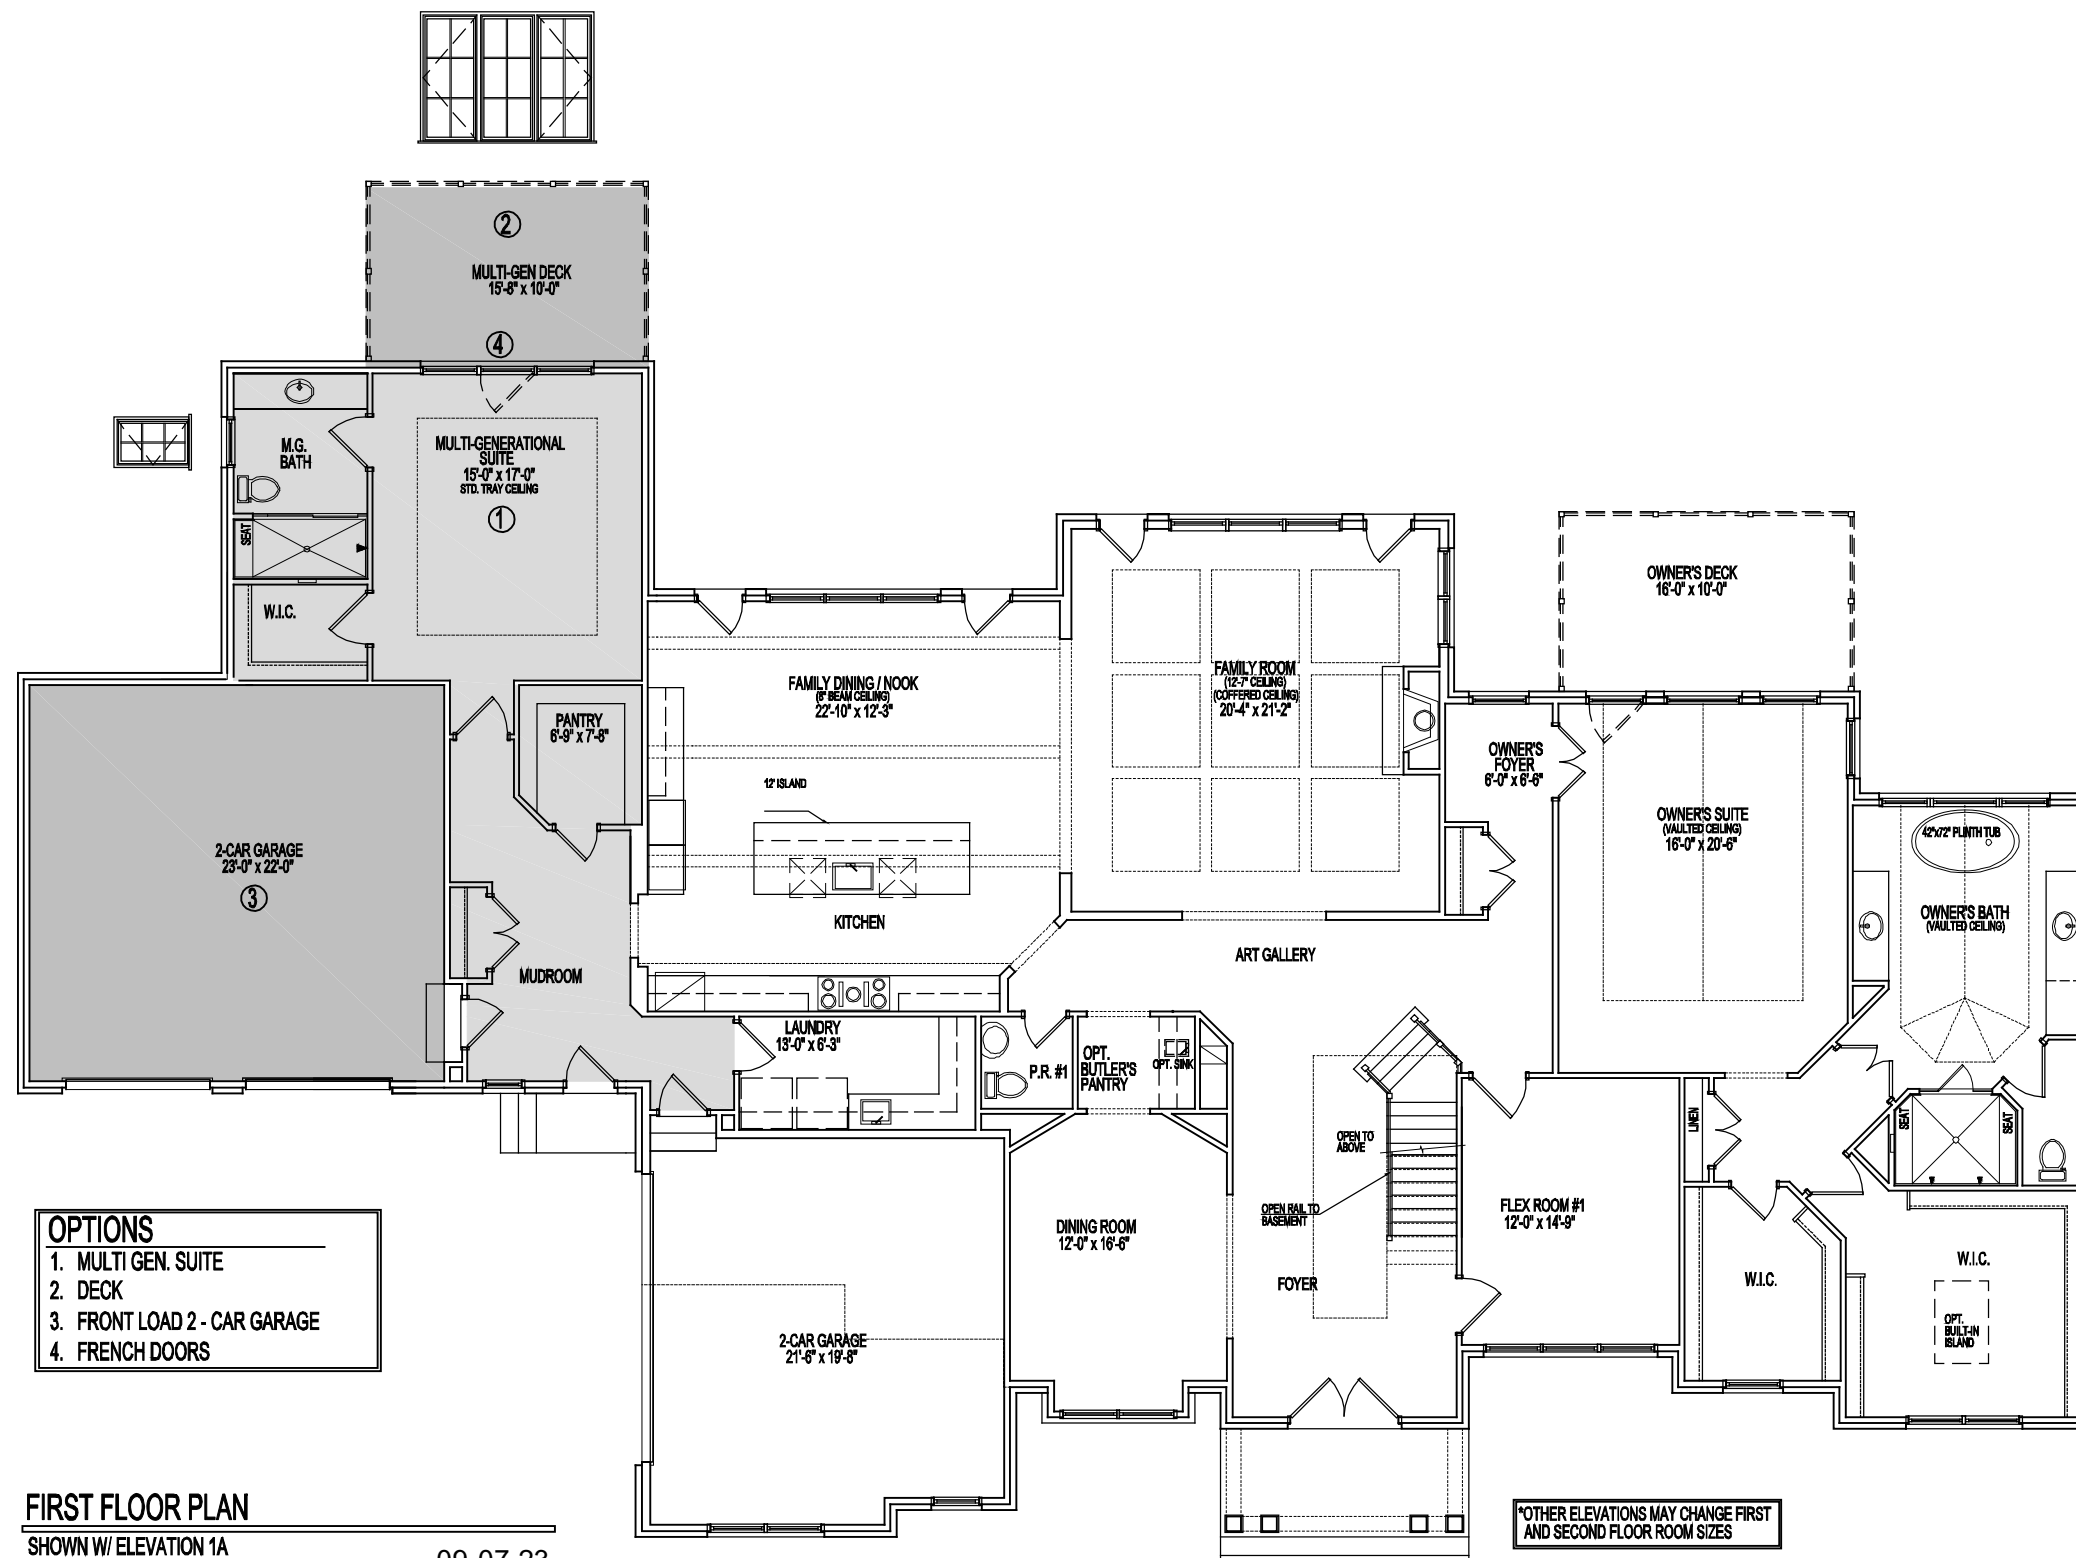 2
MULTI-GEN DECK
15'-8" x 10'-0"
4
M.G.
BATH
SEAT
W.I.C.
MULTI-GENERATIONAL
SUITE
15'-0" x 17'-0"
STD. TRAY CEILING
1
PANTRY
6'-9" x 7'-8"
2-CAR GARAGE
23'-0" x 22'-0"
3
MUDROOM
FAMILY DINING / NOOK
(8" BEAM CEILING)
22'-10" x 12'-3"
12' ISLAND
KITCHEN
FAMILY ROOM
(12'-7" CEILING)
(COFFERED CEILING)
20'-4" x 21'-2"
ART GALLERY
OWNER'S DECK
16'-0" x 10'-0"
OWNER'S
FOYER
6'-0" x 6'-6"
OWNER'S SUITE
(VAULTED CEILING)
16'-0" x 20'-6"
42"x72" PLINTH TUB
OWNER'S BATH
(VAULTED CEILING)
LAUNDRY
13'-0" x 6'-3"
P.R. #1
OPT.
BUTLER'S
PANTRY
OPT. SINK
OPEN TO
ABOVE
OPEN RAIL TO
BASEMENT
LINEN
SEAT
SEAT
DINING ROOM
12'-0" x 16'-6"
FOYER
FLEX ROOM #1
12'-0" x 14'-9"
W.I.C.
W.I.C.
OPT.
BUILT-IN
ISLAND
2-CAR GARAGE
21'-6" x 19'-8"
OPTIONS
1. MULTI GEN. SUITE
2. DECK
3. FRONT LOAD 2 - CAR GARAGE
4. FRENCH DOORS
FIRST FLOOR PLAN
SHOWN W/ ELEVATION 1A
09-07-23
*OTHER ELEVATIONS MAY CHANGE FIRST
AND SECOND FLOOR ROOM SIZES